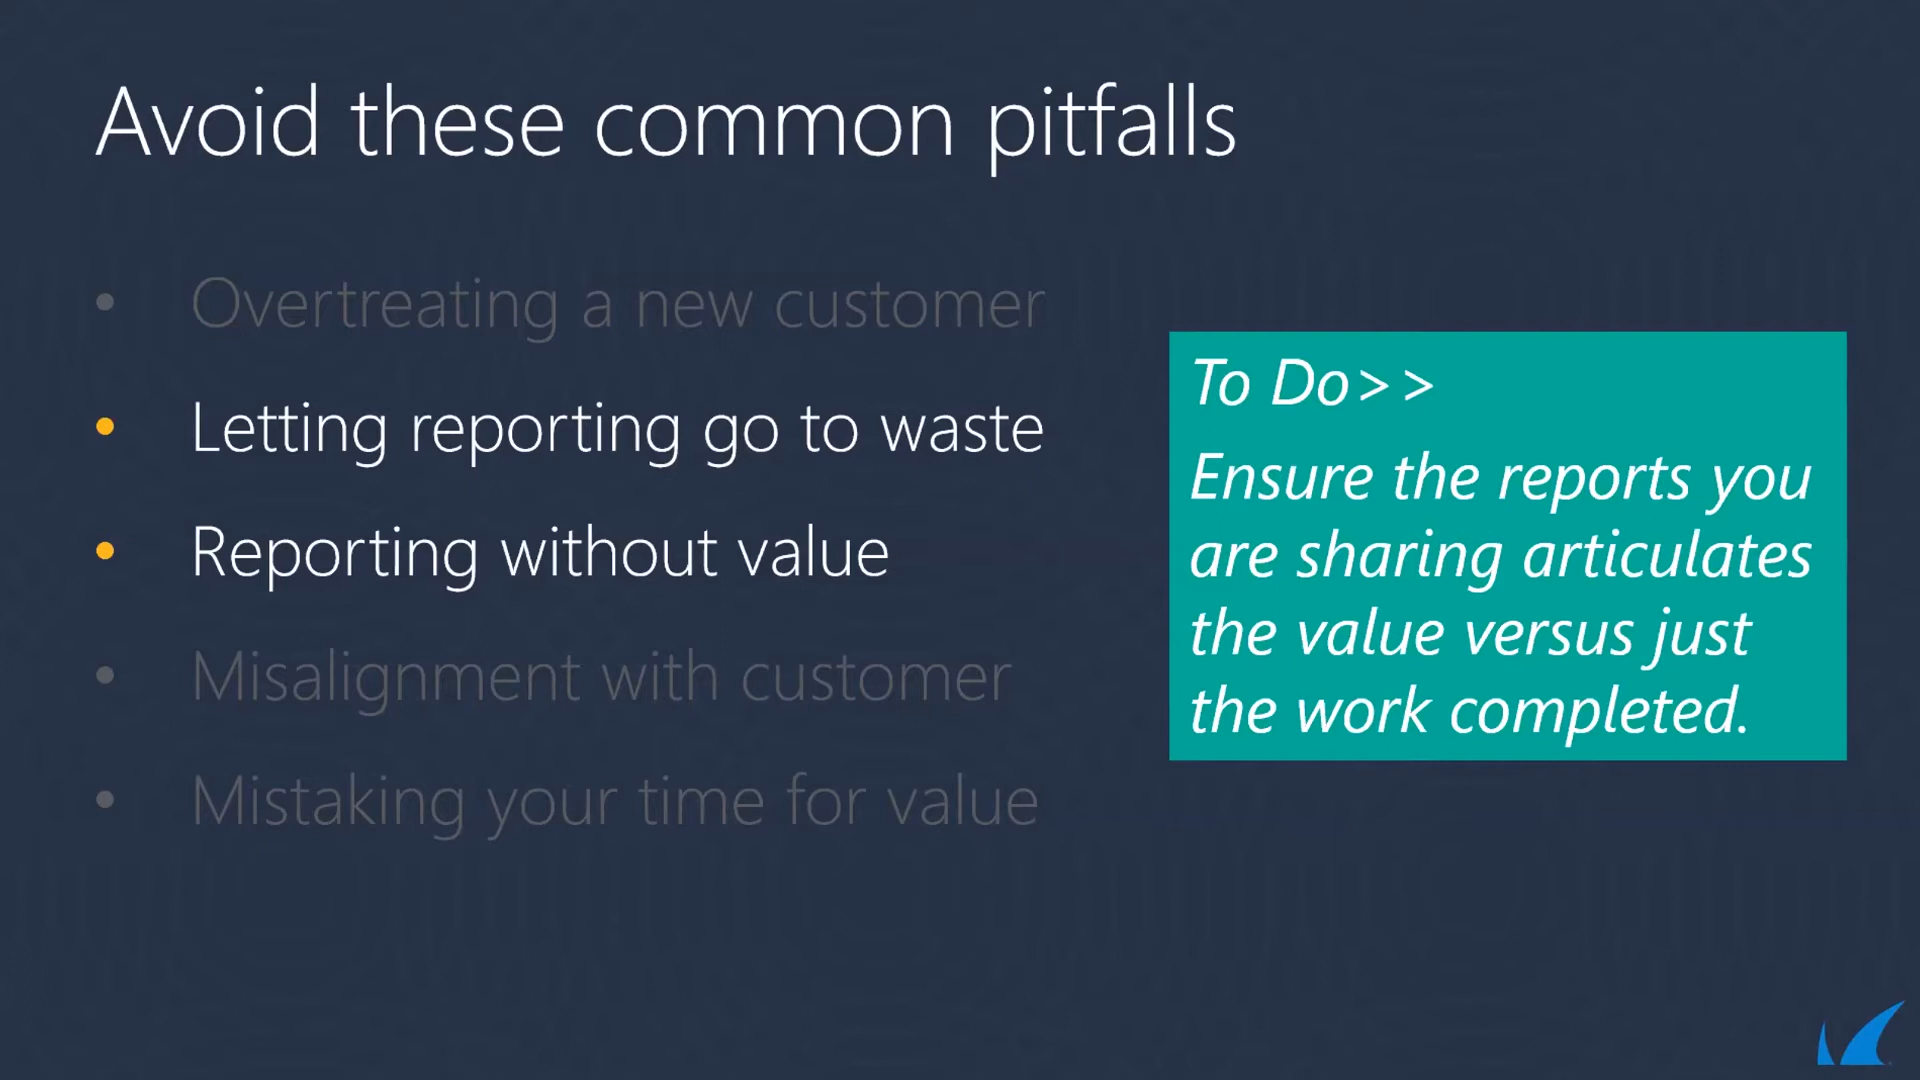 Avoid these common pitfalls
• Overtreating a new customer
• Letting reporting go to waste
• Reporting without value
• Misalignment with customer
• Mistaking your time for value
To Do>>
Ensure the reports you
are sharing articulates
the value versus just
the work completed.